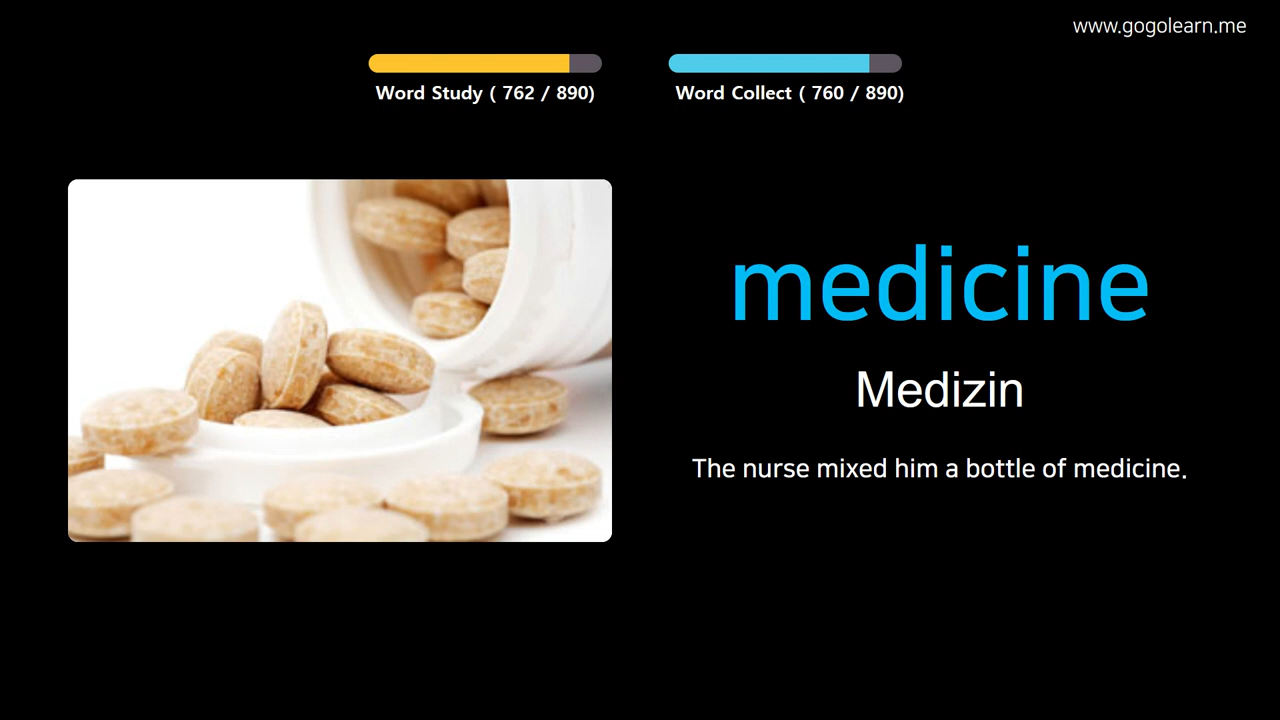 www.gogolearn.me
Word Study ( 762 / 890)
Word Collect ( 760 / 890)
medicine
Medizin
The nurse mixed him a bottle of medicine.